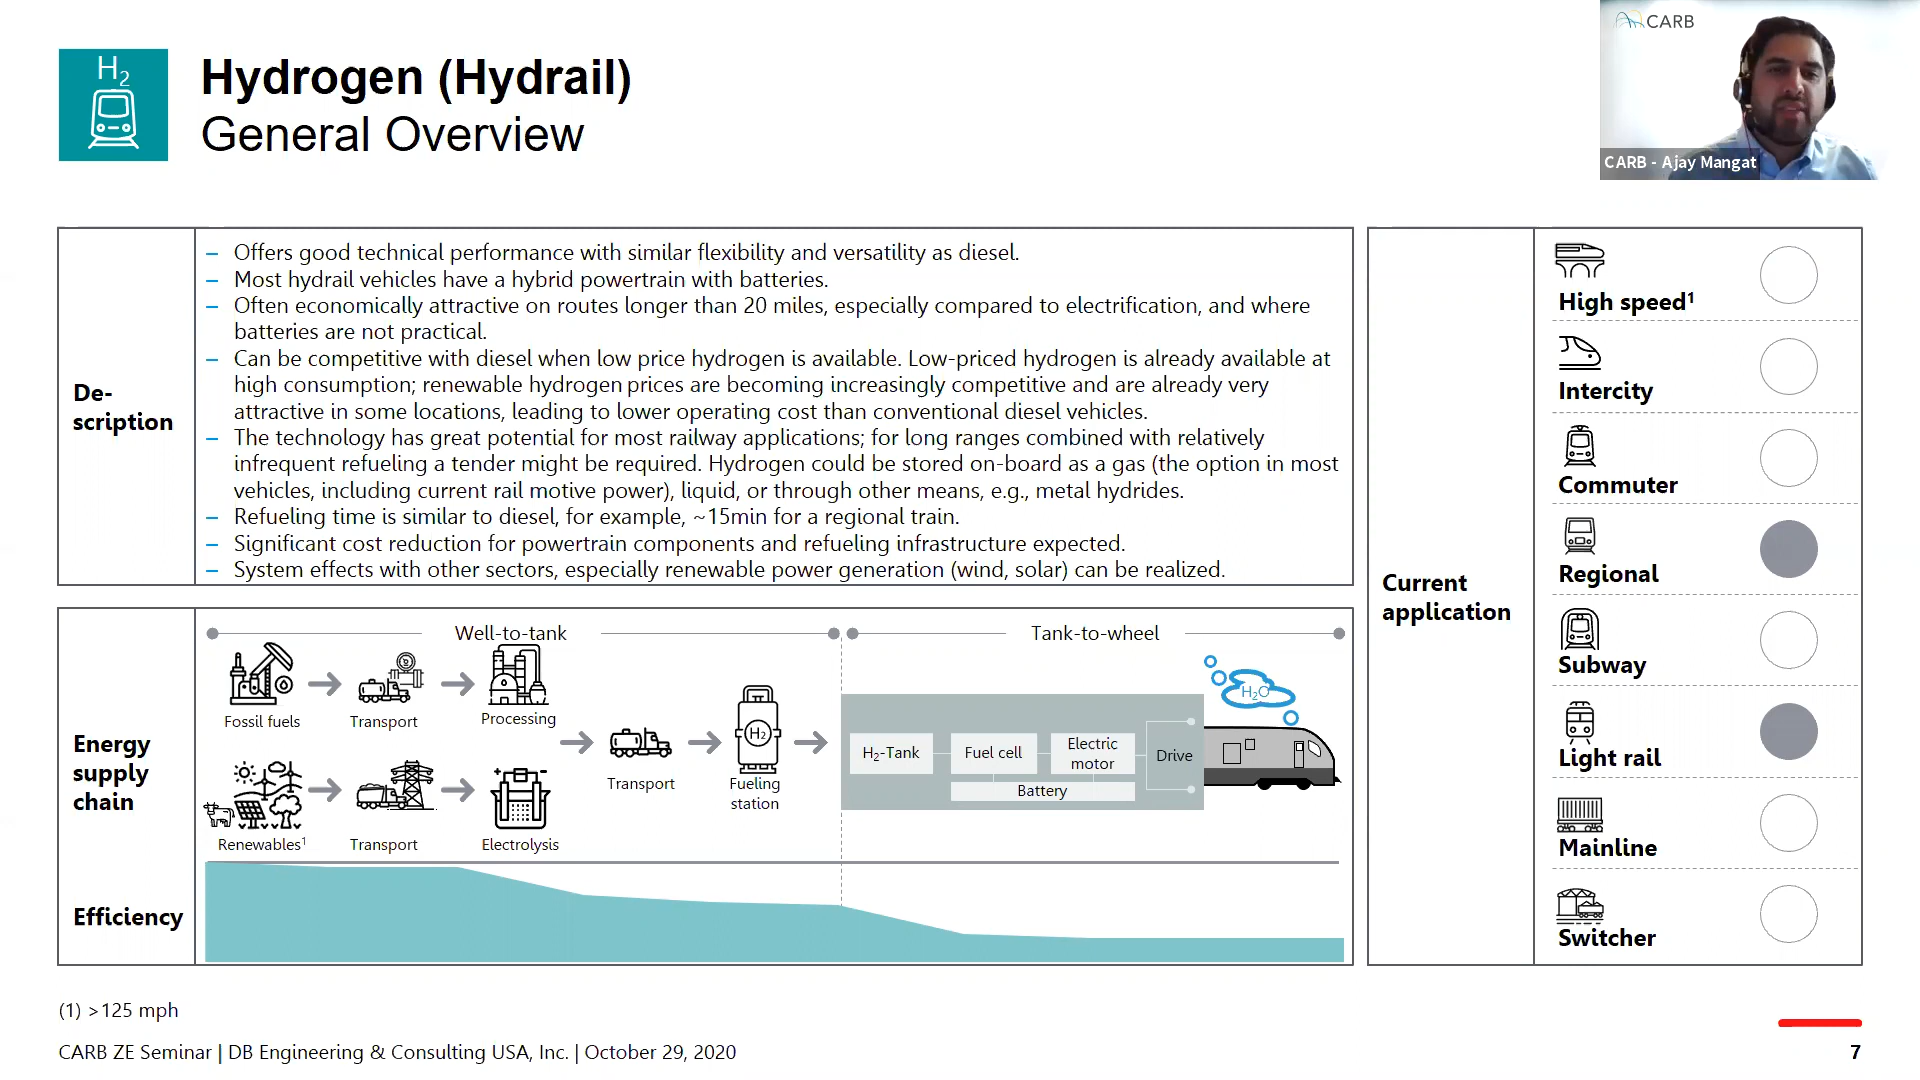 H2
Hydrogen (Hydrail)
General Overview
CARB
CARB - Ajay Mangat
De-
scription
– Offers good technical performance with similar flexibility and versatility as diesel.
– Most hydrail vehicles have a hybrid powertrain with batteries.
– Often economically attractive on routes longer than 20 miles, especially compared to electrification, and where
batteries are not practical.
– Can be competitive with diesel when low price hydrogen is available. Low-priced hydrogen is already available at
high consumption; renewable hydrogen prices are becoming increasingly competitive and are already very
attractive in some locations, leading to lower operating cost than conventional diesel vehicles.
– The technology has great potential for most railway applications; for long ranges combined with relatively
infrequent refueling a tender might be required. Hydrogen could be stored on-board as a gas (the option in most
vehicles, including current rail motive power), liquid, or through other means, e.g., metal hydrides.
– Refueling time is similar to diesel, for example, ~15min for a regional train.
– Significant cost reduction for powertrain components and refueling infrastructure expected.
– System effects with other sectors, especially renewable power generation (wind, solar) can be realized.
Energy
supply
chain
Well-to-tank
Tank-to-wheel
Fossil fuels
Transport
Processing
Renewables¹
Transport
Electrolysis
Transport
H2
Fueling
station
H2-Tank
Fuel cell
Electric
motor
Battery
Drive
H2O
Efficiency
Current
application
High speed¹
Intercity
Commuter
Regional
Subway
Light rail
Mainline
Switcher
(1) >125 mph
CARB ZE Seminar | DB Engineering & Consulting USA, Inc. | October 29, 2020
7